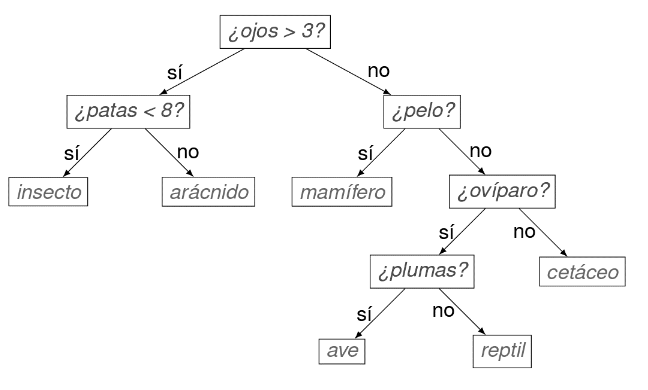 ¿ojos > 3?
sí
no
¿patas < 8?
¿pelo?
sí
no
sí
no
insecto
arácnido
mamífero
¿ovíparo?
sí
no
¿plumas?
cetáceo
sí
no
ave
reptil